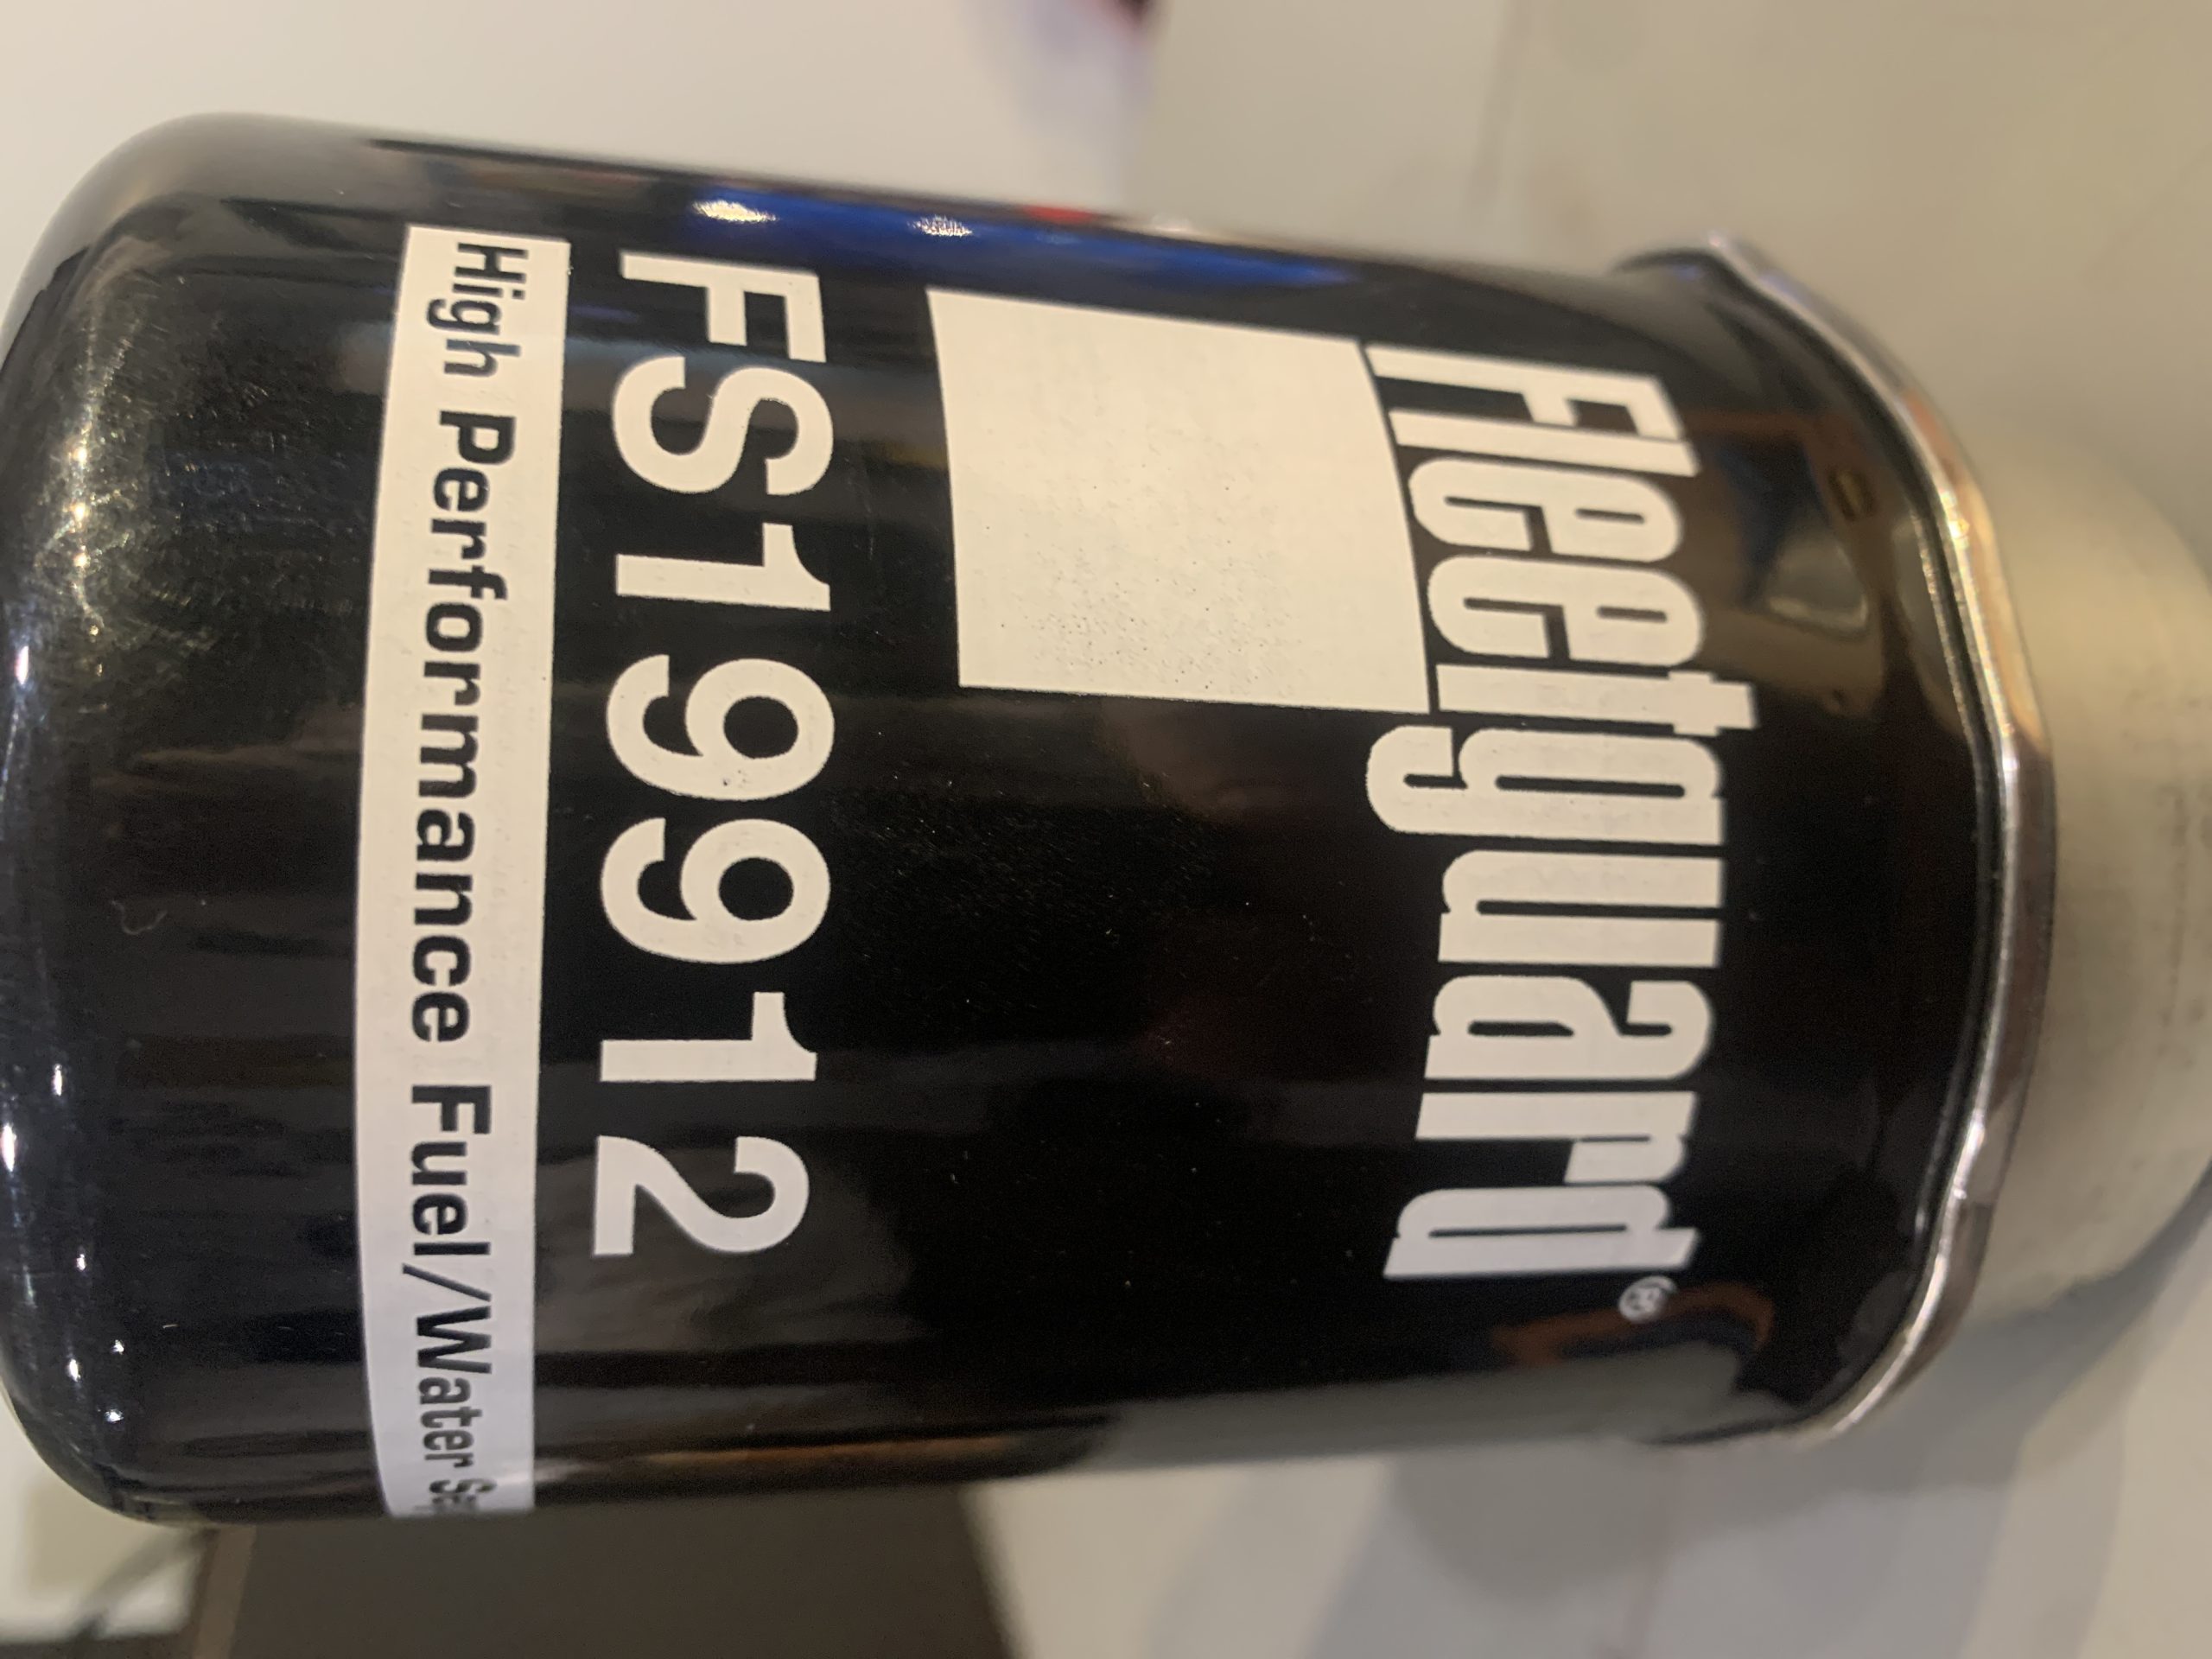 Fleetguard®
FS19912
High Performance Fuel/Water